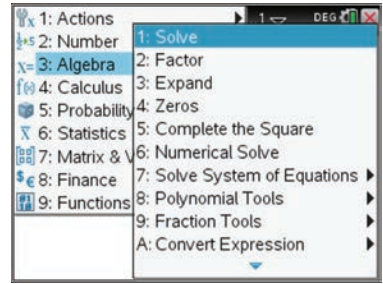 1: Actions
2: Number
3: Algebra
4: Calculus
5: Probability
6: Statistics
7: Matrix & V
8: Finance
9: Functions
1.1
DEG
1: Solve
2: Factor
3: Expand
4: Zeros
5: Complete the Square
6: Numerical Solve
7: Solve System of Equations
8: Polynomial Tools
9: Fraction Tools
A: Convert Expression